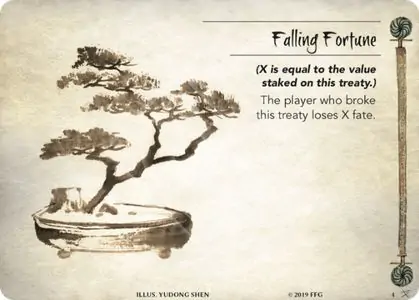 Falling Fortune
(X is equal to the value
staked on this treaty.)
The player who broke
this treaty loses X fate.
ILLUS. YUDONG SHEN
© 2019 FFG
4